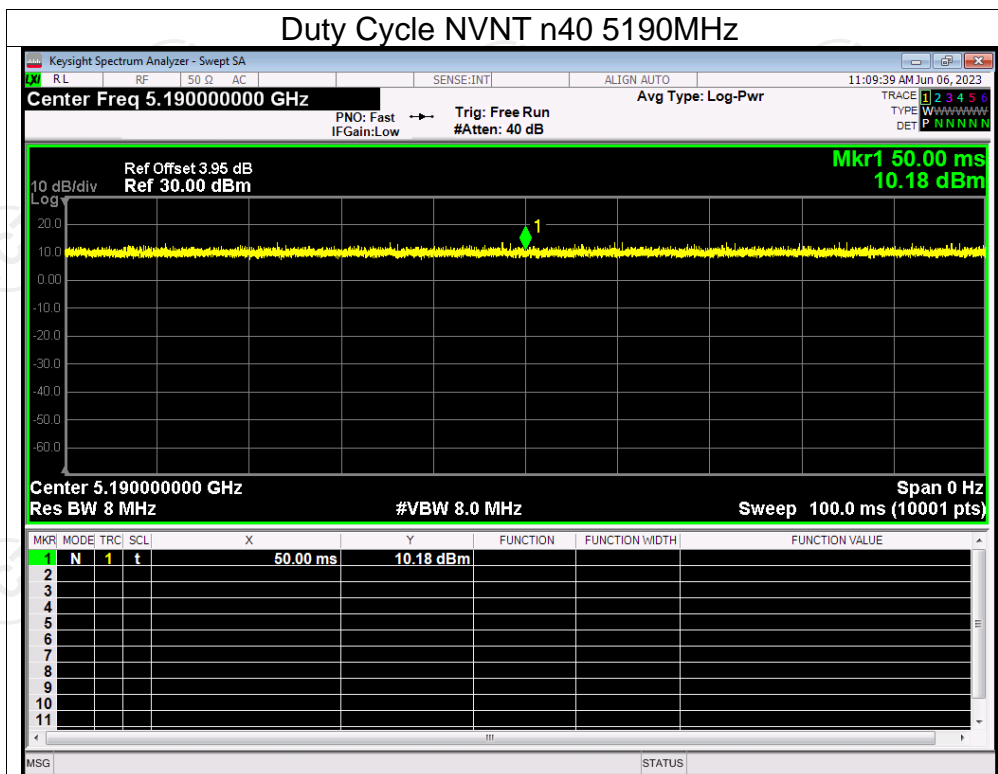 Duty Cycle NVNT n40 5190MHz
Keysight Spectrum Analyzer - Swept SA
LXI RL RF 50 Ω AC SENSE:INT ALIGN AUTO 11:09:39 AM Jun 06, 2023
Center Freq 5.190000000 GHz Avg Type: Log-Pwr TRACE 1 2 3 4 5 6
PNO: Fast Trig: Free Run TYPE WWWWWW
IFGain:Low #Atten: 40 dB DET P N N N N N
Mkr1 50.00 ms
Ref Offset 3.95 dB
10 dB/div Ref 30.00 dBm 10.18 dBm
Log
20.0
1
10.0
0.00
-10.0
-20.0
-30.0
-40.0
-50.0
-60.0
Center 5.190000000 GHz Span 0 Hz
Res BW 8 MHz #VBW 8.0 MHz Sweep 100.0 ms (10001 pts)
MKR MODE TRC SCL X Y FUNCTION FUNCTION WIDTH FUNCTION VALUE
1 N 1 t 50.00 ms 10.18 dBm
2
3
4
5
6
7
8
9
10
11
MSG STATUS